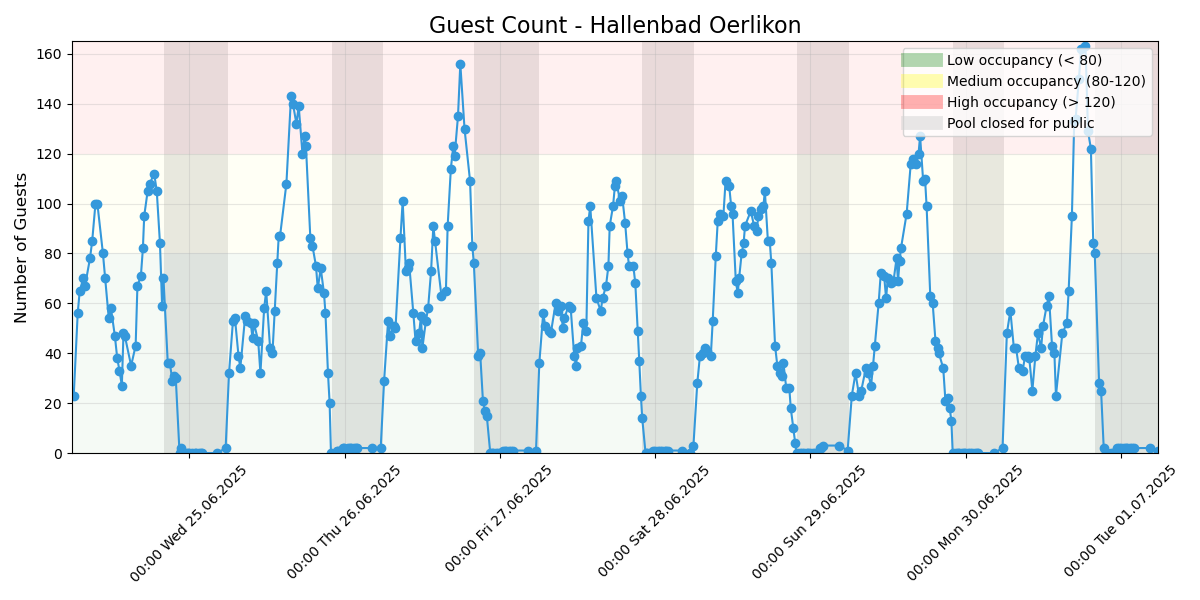 Guest Count - Hallenbad Oerlikon
Number of Guests
160
140
120
100
80
60
40
20
0
Low occupancy (< 80)
Medium occupancy (80-120)
High occupancy (> 120)
Pool closed for public
00:00 Wed 25.06.2025
00:00 Thu 26.06.2025
00:00 Fri 27.06.2025
00:00 Sat 28.06.2025
00:00 Sun 29.06.2025
00:00 Mon 30.06.2025
00:00 Tue 01.07.2025